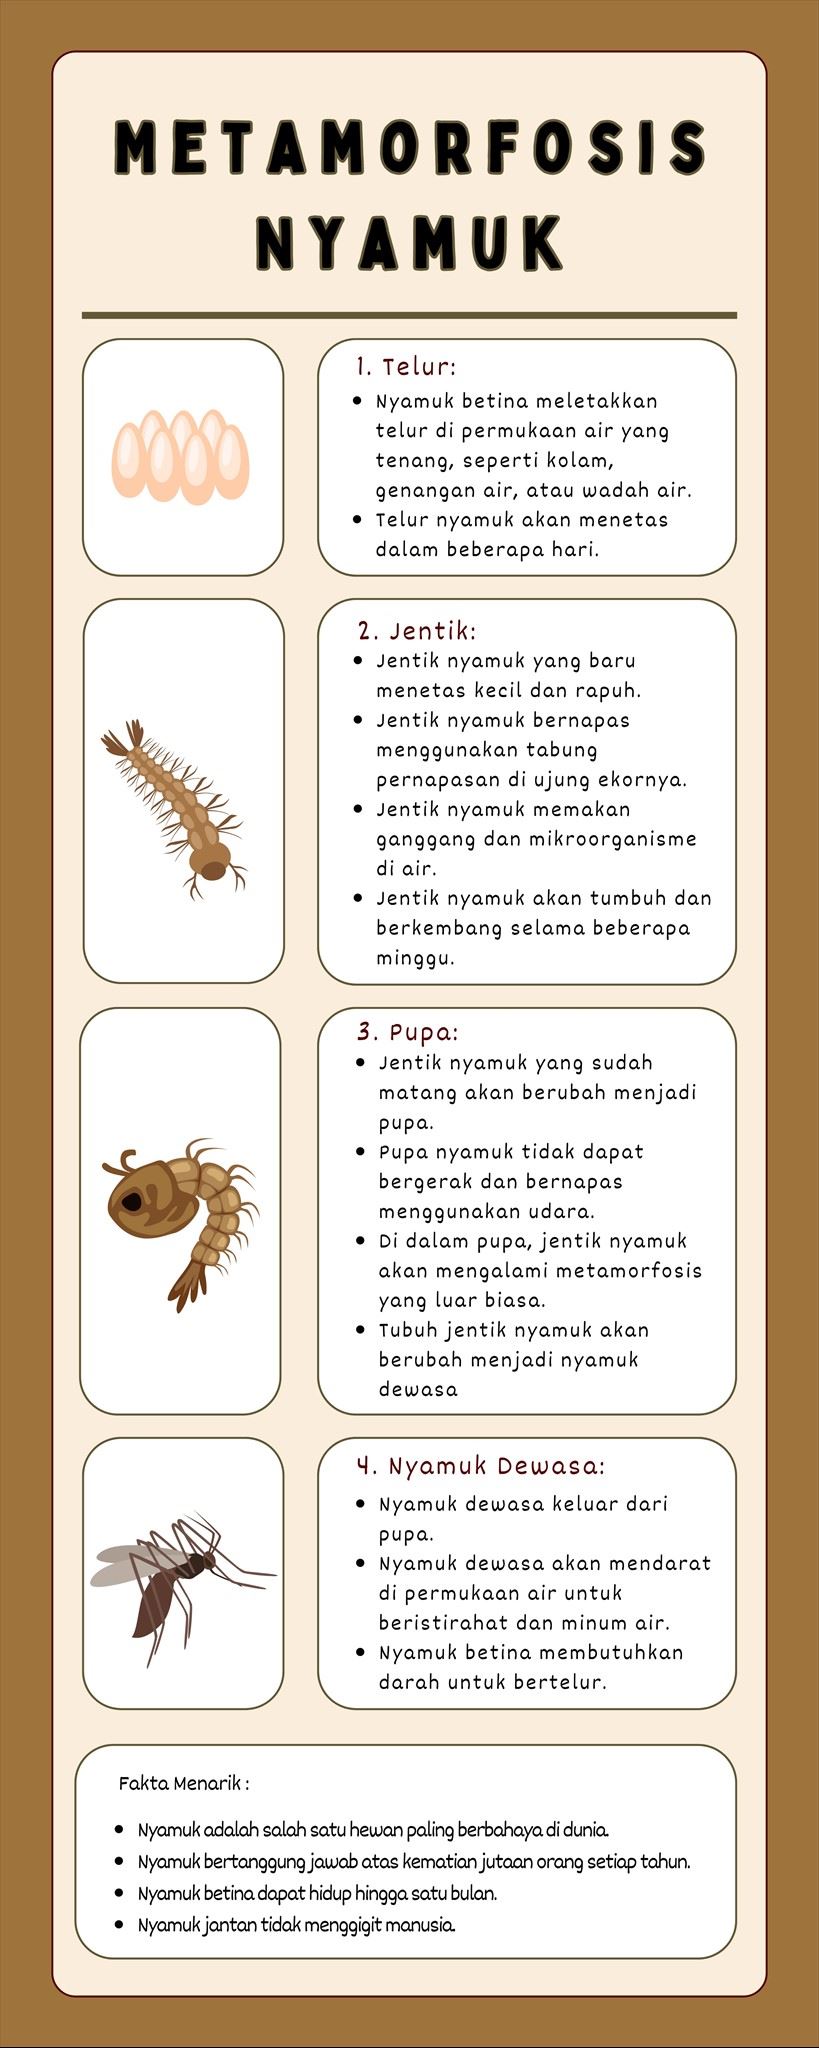 METAMORFOSIS
NYAMUK
1. Telur:
• Nyamuk betina meletakkan
telur di permukaan air yang
tenang, seperti kolam,
genangan air, atau wadah air.
• Telur nyamuk akan menetas
dalam beberapa hari.
2. Jentik:
• Jentik nyamuk yang baru
menetas kecil dan rapuh.
• Jentik nyamuk bernapas
menggunakan tabung
pernapasan di ujung ekornya.
• Jentik nyamuk memakan
ganggang dan mikroorganisme
di air.
• Jentik nyamuk akan tumbuh dan
berkembang selama beberapa
minggu.
3. Pupa:
• Jentik nyamuk yang sudah
matang akan berubah menjadi
pupa.
• Pupa nyamuk tidak dapat
bergerak dan bernapas
menggunakan udara.
• Di dalam pupa, jentik nyamuk
akan mengalami metamorfosis
yang luar biasa.
• Tubuh jentik nyamuk akan
berubah menjadi nyamuk
dewasa
4. Nyamuk Dewasa:
• Nyamuk dewasa keluar dari
pupa.
• Nyamuk dewasa akan mendarat
di permukaan air untuk
beristirahat dan minum air.
• Nyamuk betina membutuhkan
darah untuk bertelur.
Fakta Menarik :
• Nyamuk adalah salah satu hewan paling berbahaya di dunia.
• Nyamuk bertanggung jawab atas kematian jutaan orang setiap tahun.
• Nyamuk betina dapat hidup hingga satu bulan.
• Nyamuk jantan tidak menggigit manusia.